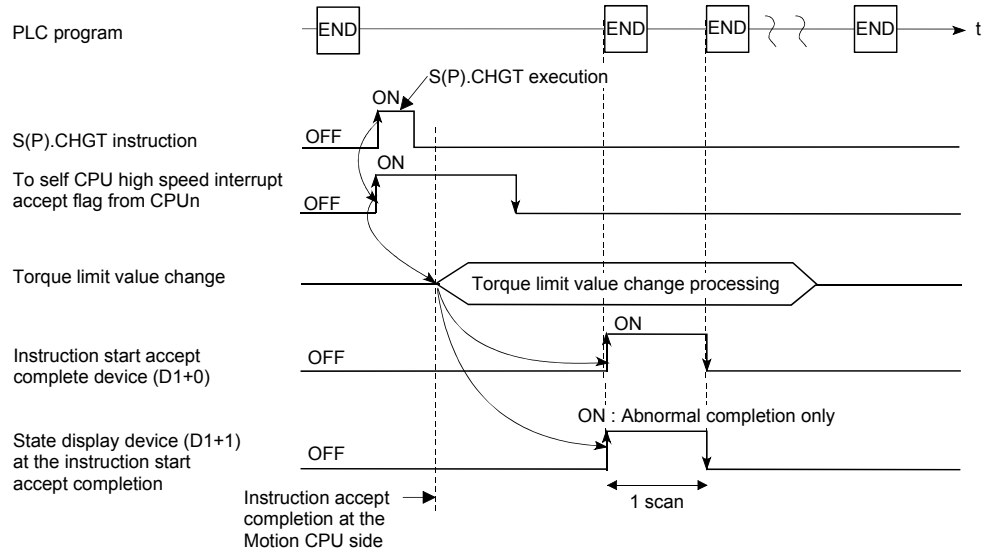 PLC program
END
END
END
END
t
S(P).CHGT execution
ON
S(P).CHGT instruction
OFF
ON
To self CPU high speed interrupt
accept flag from CPUn
OFF
Torque limit value change
Torque limit value change processing
ON
Instruction start accept
complete device (D1+0)
OFF
ON : Abnormal completion only
State display device (D1+1)
at the instruction start
accept completion
OFF
Instruction accept
completion at the
Motion CPU side
1 scan